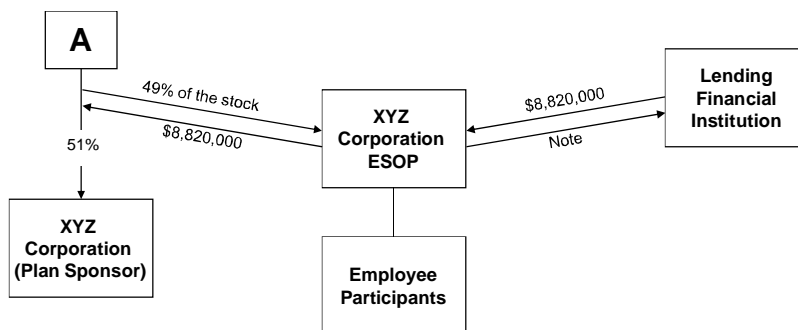 A
49% of the stock
$8,820,000
51%
XYZ
Corporation
(Plan Sponsor)
XYZ
Corporation
ESOP
$8,820,000
Note
Lending
Financial
Institution
Employee
Participants